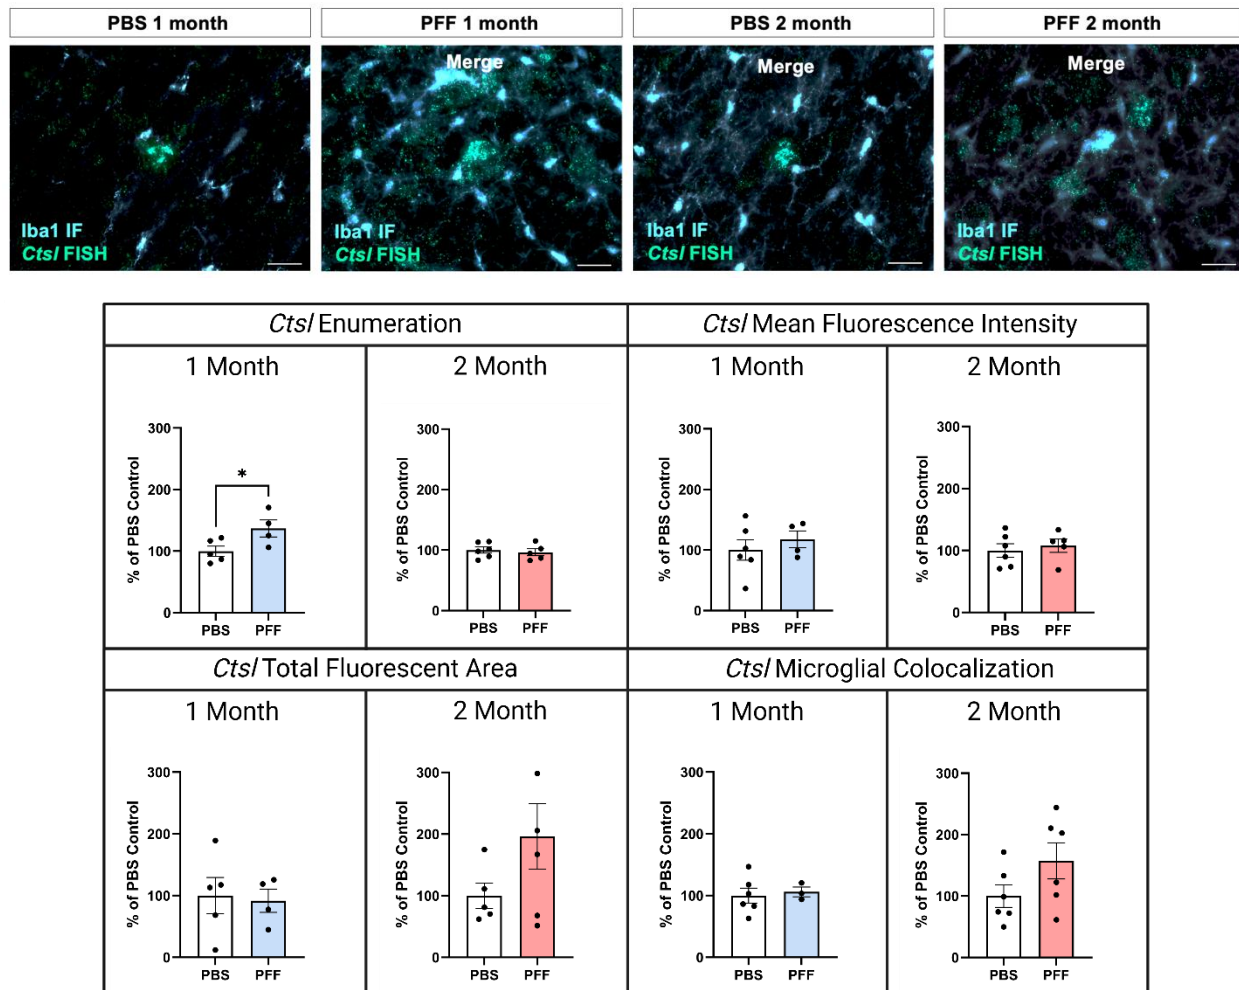 PBS 1 month
PFF 1 month
PBS 2 month
PFF 2 month
Merge
Merge
Merge
Iba1 IF
Ctsl FISH
Iba1 IF
Ctsl FISH
Iba1 IF
Ctsl FISH
Iba1 IF
Ctsl FISH
Ctsl Enumeration
Ctsl Mean Fluorescence Intensity
1 Month
2 Month
1 Month
2 Month
% of PBS Control
300
200
100
0
*
PBS
PFF
% of PBS Control
300
200
100
0
PBS
PFF
% of PBS Control
300
200
100
0
PBS
PFF
% of PBS Control
300
200
100
0
PBS
PFF
Ctsl Total Fluorescent Area
Ctsl Microglial Colocalization
1 Month
2 Month
1 Month
2 Month
% of PBS Control
300
200
100
0
PBS
PFF
% of PBS Control
300
200
100
0
PBS
PFF
% of PBS Control
300
200
100
0
PBS
PFF
% of PBS Control
300
200
100
0
PBS
PFF